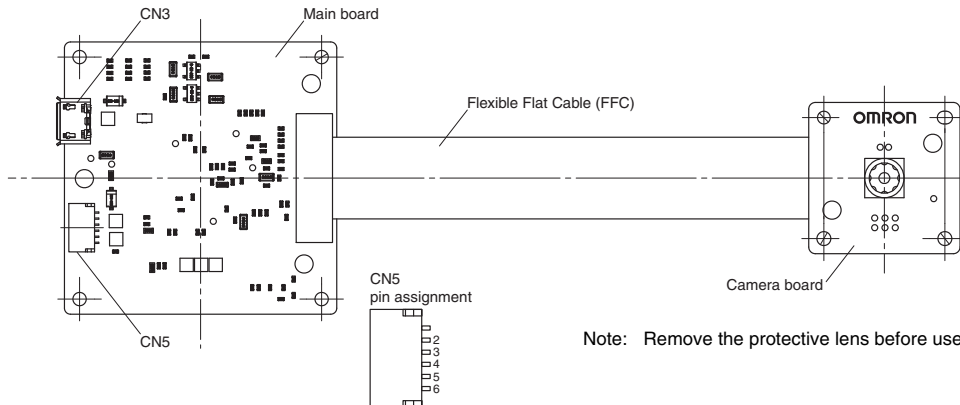 CN3
Main board
Flexible Flat Cable (FFC)
OMRON
Camera board
CN5
CN5
pin assignment
2
3
4
5
6
Note: Remove the protective lens before use